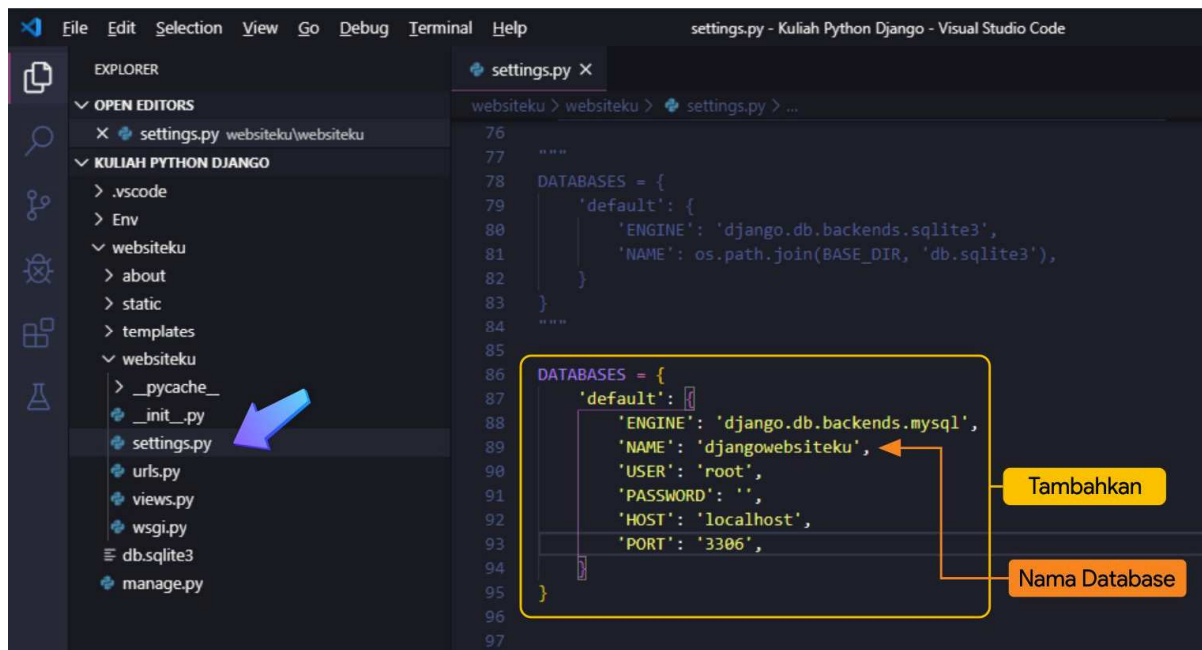 File Edit Selection View Go Debug Terminal Help settings.py - Kuliah Python Django - Visual Studio Code
EXPLORER
OPEN EDITORS
settings.py websiteku\websiteku
KULIAH PYTHON DJANGO
.vscode
Env
websiteku
about
static
templates
websiteku
__pycache__
__init__.py
settings.py
urls.py
views.py
wsgi.py
db.sqlite3
manage.py
settings.py
websiteku > websiteku > settings.py > ...
76
77 """
78 DATABASES = {
79     'default': {
80         'ENGINE': 'django.db.backends.sqlite3',
81         'NAME': os.path.join(BASE_DIR, 'db.sqlite3'),
82     }
83 }
84 """
85
86 DATABASES = {
87     'default': {
88         'ENGINE': 'django.db.backends.mysql',
89         'NAME': 'djangowebsiteku',
90         'USER': 'root',
91         'PASSWORD': '',
92         'HOST': 'localhost',
93         'PORT': '3306',
94     }
95 }
96
97
Tambahkan
Nama Database